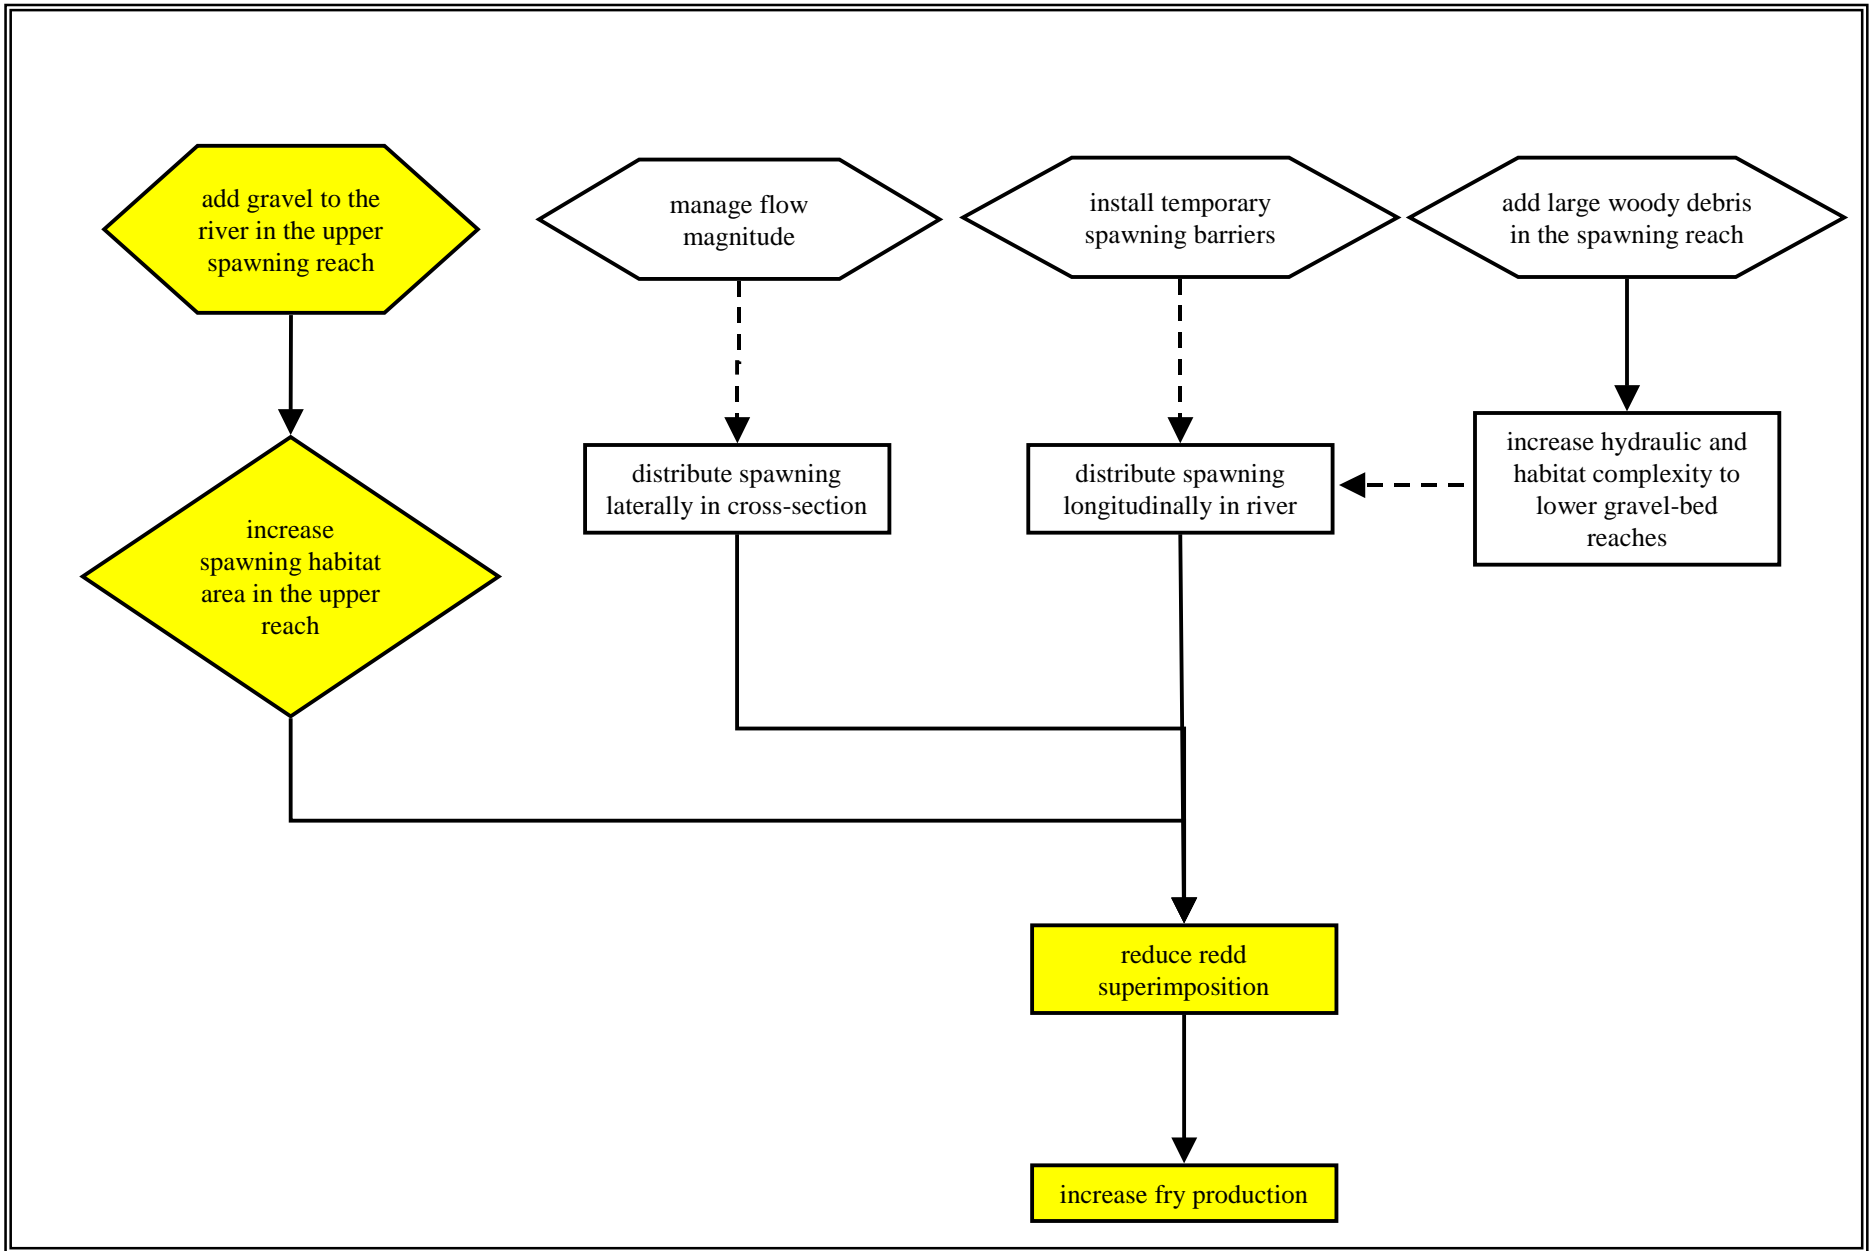 add gravel to the
river in the upper
spawning reach
manage flow
magnitude
install temporary
spawning barriers
add large woody debris
in the spawning reach
increase
spawning habitat
area in the upper
reach
distribute spawning
laterally in cross-section
distribute spawning
longitudinally in river
increase hydraulic and
habitat complexity to
lower gravel-bed
reaches
reduce redd
superimposition
increase fry production